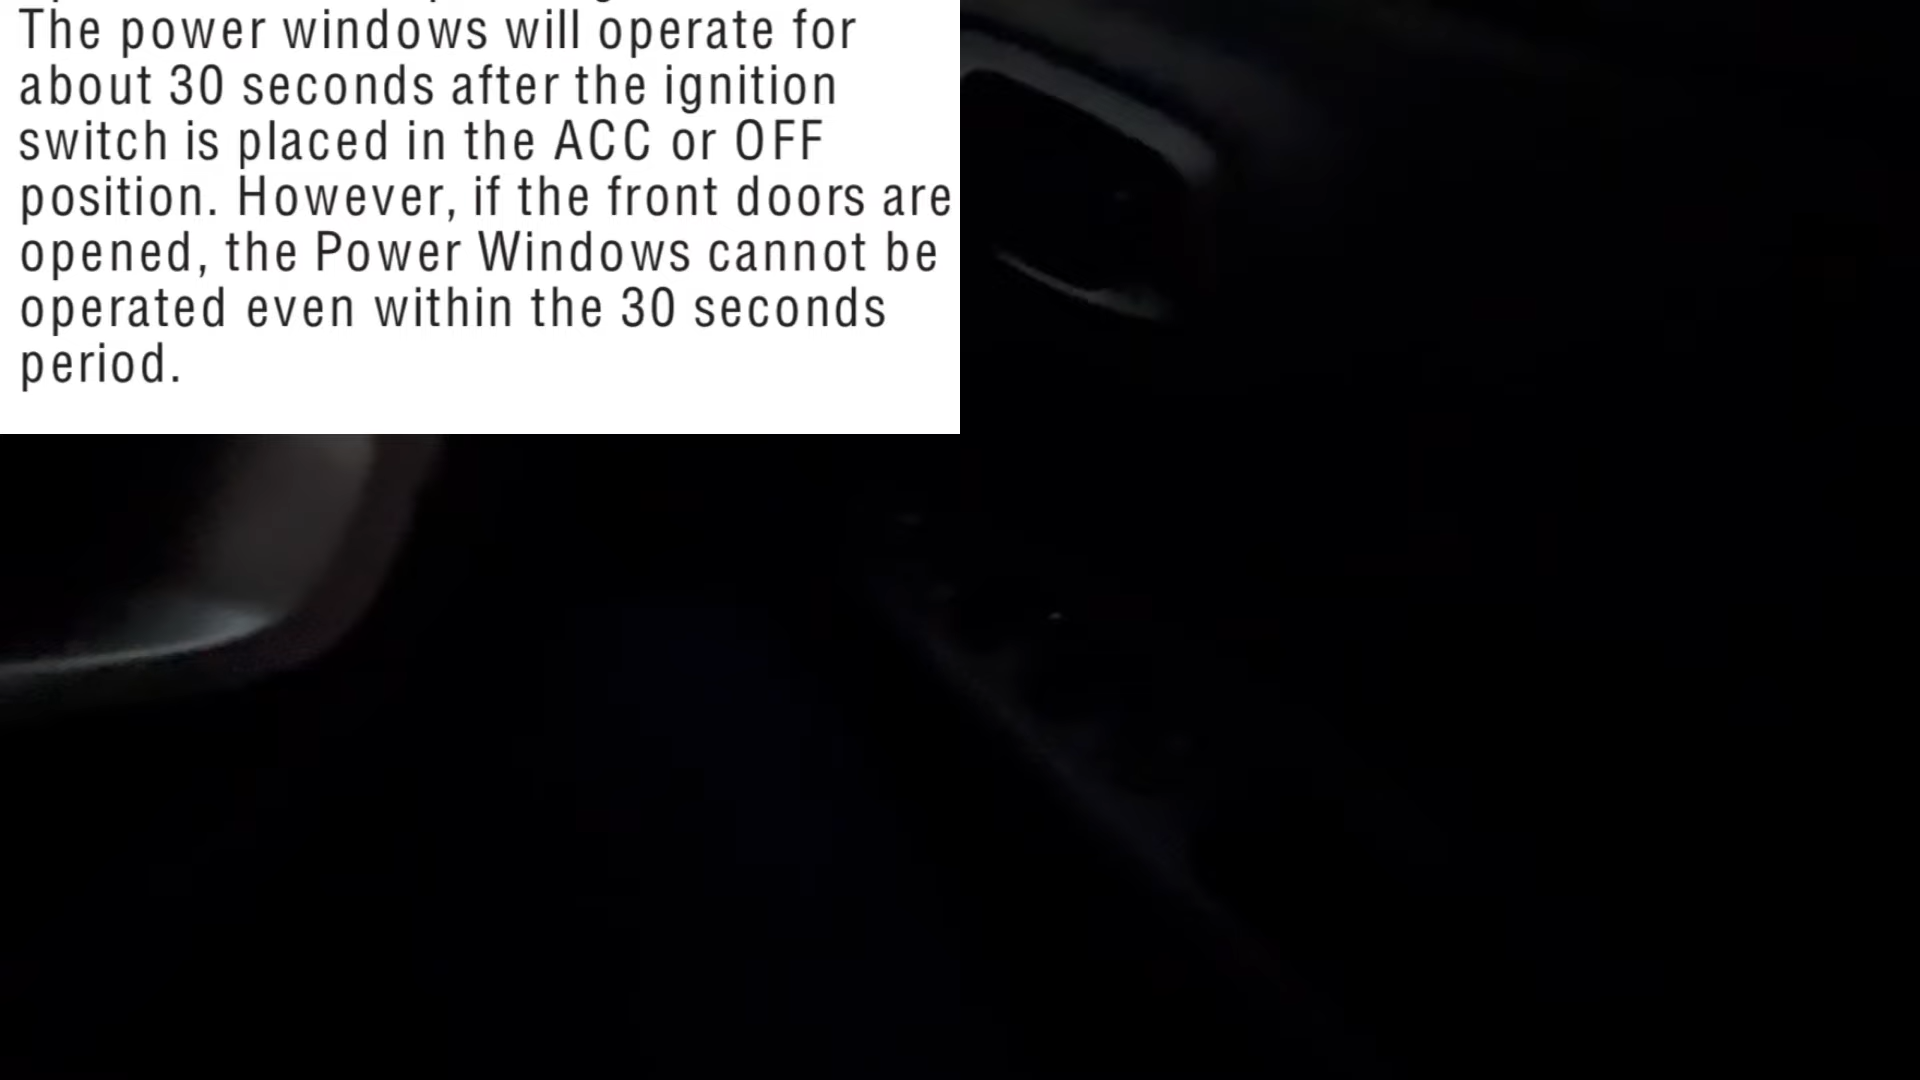 The power windows will operate for
about 30 seconds after the ignition
switch is placed in the ACC or OFF
position. However, if the front doors are
opened, the Power Windows cannot be
operated even within the 30 seconds
period.